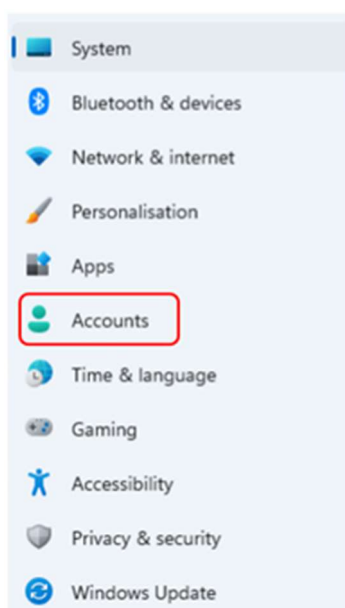 System
Bluetooth & devices
Network & internet
Personalisation
Apps
Accounts
Time & language
Gaming
Accessibility
Privacy & security
Windows Update